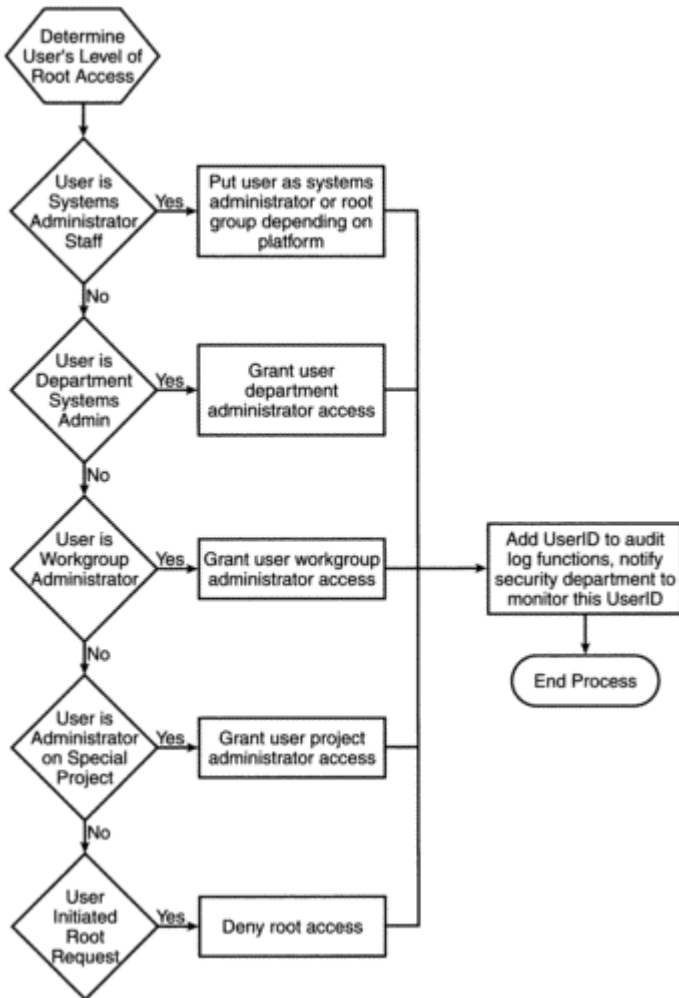 Determine
User's Level of
Root Access
User is
Systems
Administrator
Staff
Yes
Put user as systems
administrator or root
group depending on
platform
No
User is
Department
Systems
Admin
Yes
Grant user
department
administrator access
No
User is
Workgroup
Administrator
Yes
Grant user workgroup
administrator access
Add UserID to audit
log functions, notify
security department to
monitor this UserID
End Process
No
User is
Administrator
on Special
Project
Yes
Grant user project
administrator access
No
User
Initiated
Root
Request
Yes
Deny root access